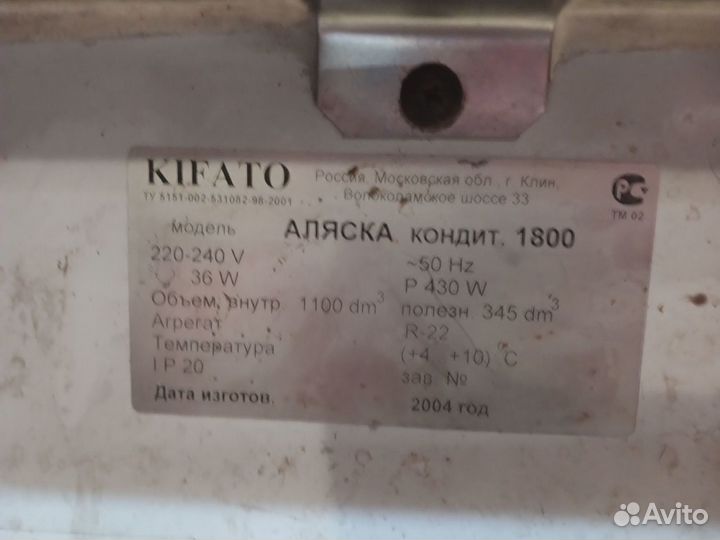 KIFATO
Россия, Московская обл., г. Клин,
Волоколамское шоссе 33
ТУ 5151-002-531082-98-2001
РС
ТМ 02
модель АЛЯСКА КОНДИТ. 1800
220-240 V ~50 Hz
36 W P 430 W
Объем, внутр. 1100 dm³ полезн. 345 dm³
Агрегат R-22
Температура (+4 +10) °C
I P 20 зав №
Дата изготов. 2004 год
Avito